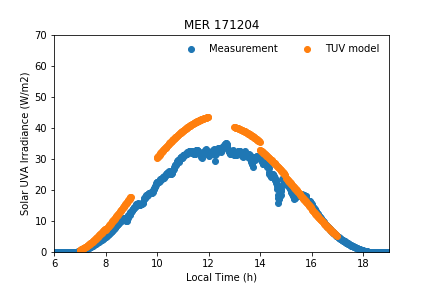 MER 171204
Measurement TUV model
70
60
50
40
30
20
10
0
Solar UVA Irradiance (W/m2)
6 8 10 12 14 16 18
Local Time (h)